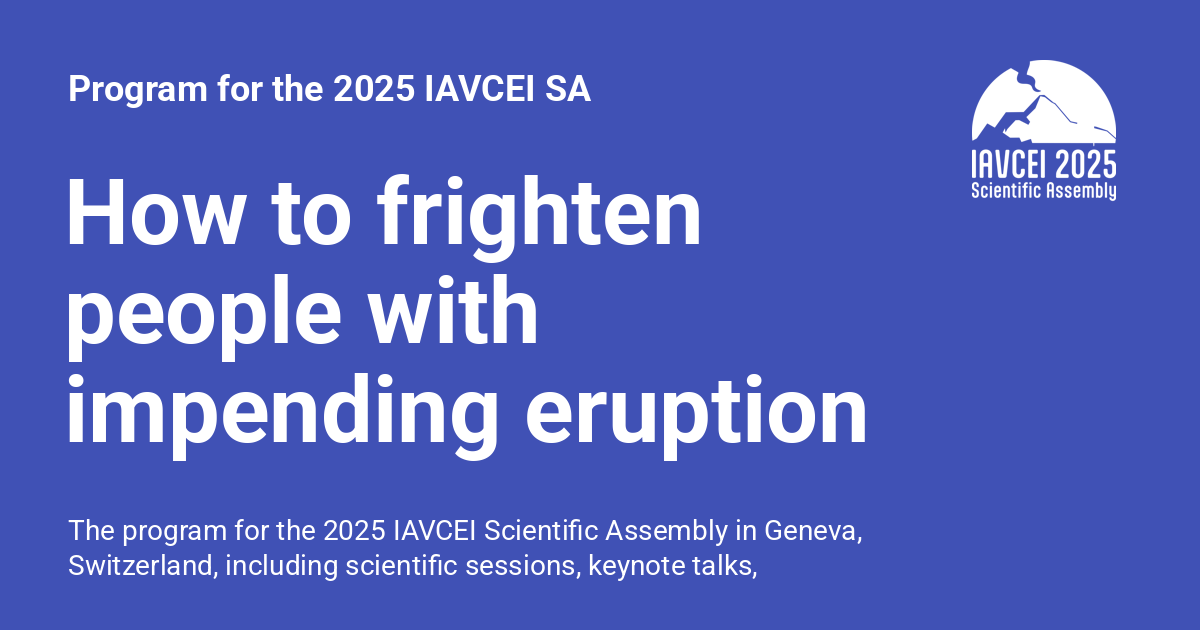 Program for the 2025 IAVCEI SA
IAVCEI 2025
Scientific Assembly
How to frighten
people with
impending eruption
The program for the 2025 IAVCEI Scientific Assembly in Geneva,
Switzerland, including scientific sessions, keynote talks,